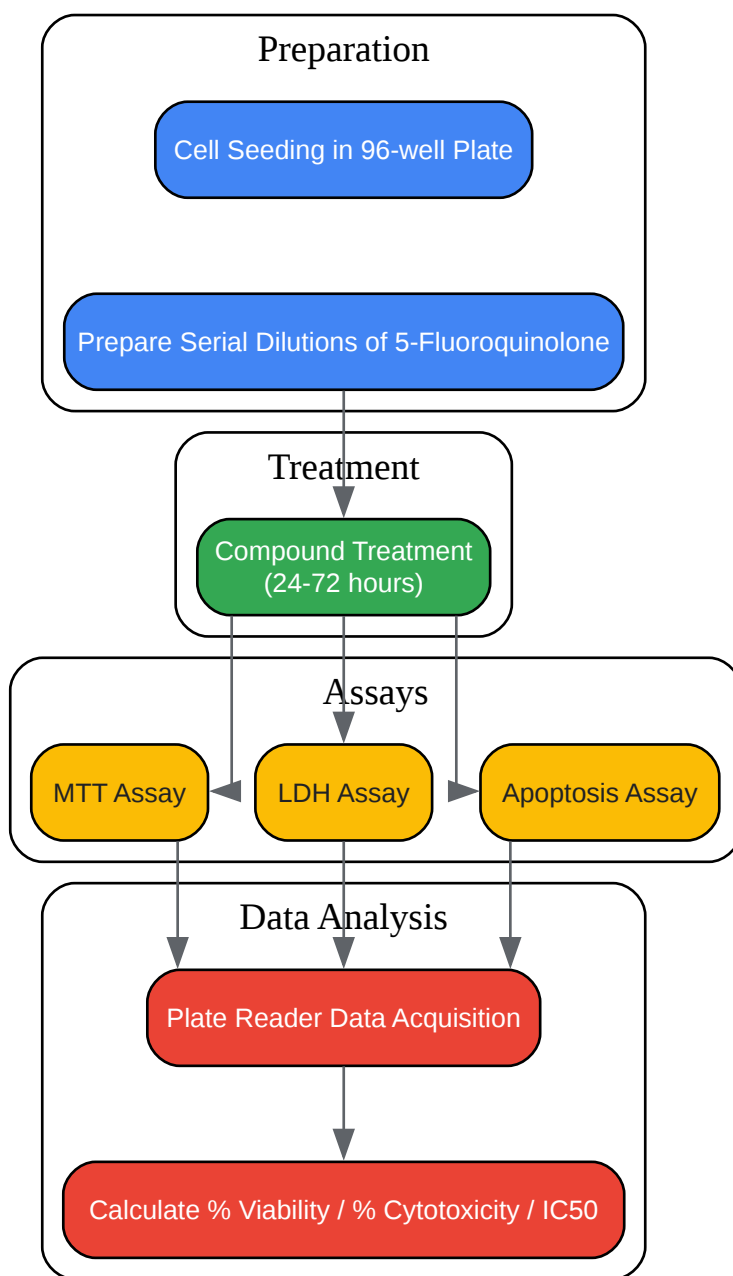 Preparation
Cell Seeding in 96-well Plate
Prepare Serial Dilutions of 5-Fluoroquinolone
Treatment
Compound Treatment
(24-72 hours)
Assays
MTT Assay
LDH Assay
Apoptosis Assay
Data Analysis
Plate Reader Data Acquisition
Calculate % Viability / % Cytotoxicity / IC50